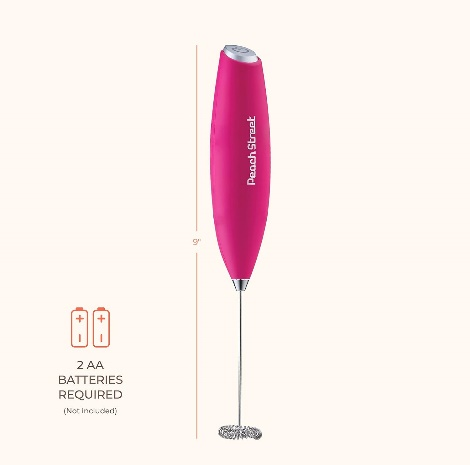 Peach Street
9"
2 AA
BATTERIES
REQUIRED
(Not Included)